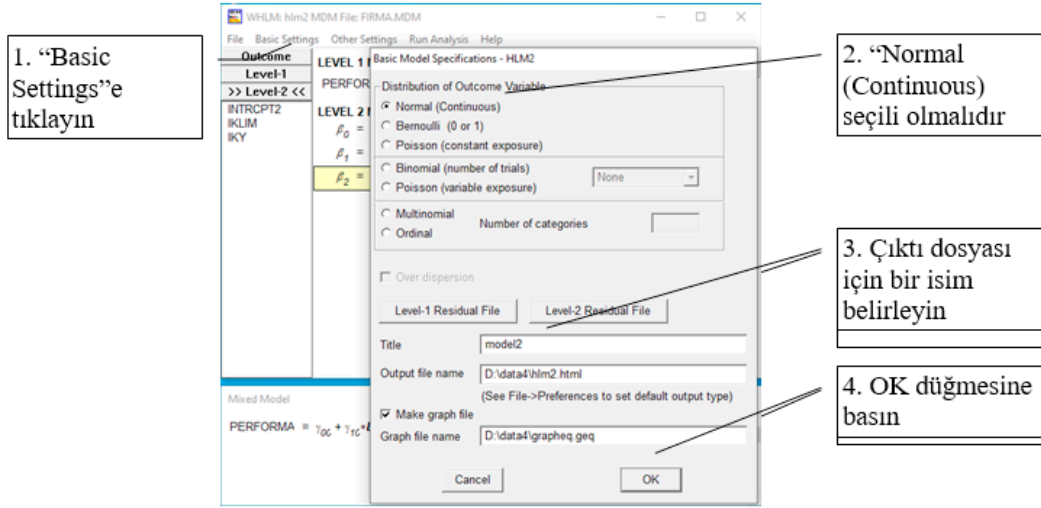 WHLM: hlm2 MDM File: FIRMA.MDM
File Basic Settings Other Settings Run Analysis Help
1. “Basic
Settings”e
tıklayın
Outcome
Level-1
>> Level-2 <<
INTRCPT2
IKLIM
IKY
LEVEL 1
PERFOR
LEVEL 2
β0 =
β1 =
β2 =
Basic Model Specifications - HLM2
Distribution of Outcome Variable
Normal (Continuous)
Bernoulli (0 or 1)
Poisson (constant exposure)
Binomial (number of trials)
None
Poisson (variable exposure)
Multinomial
Number of categories
Ordinal
Over dispersion
Level-1 Residual File Level-2 Residual File
Title model2
Output file name D:\data4\hlm2.html
(See File->Preferences to set default output type)
Make graph file
Graph file name D:\data4\grapheq.geq
Cancel OK
Mixed Model
PERFORMA =
2. “Normal
(Continuous)
seçili olmalıdır
3. Çıktı dosyası
için bir isim
belirleyin
4. OK düğmesine
basın